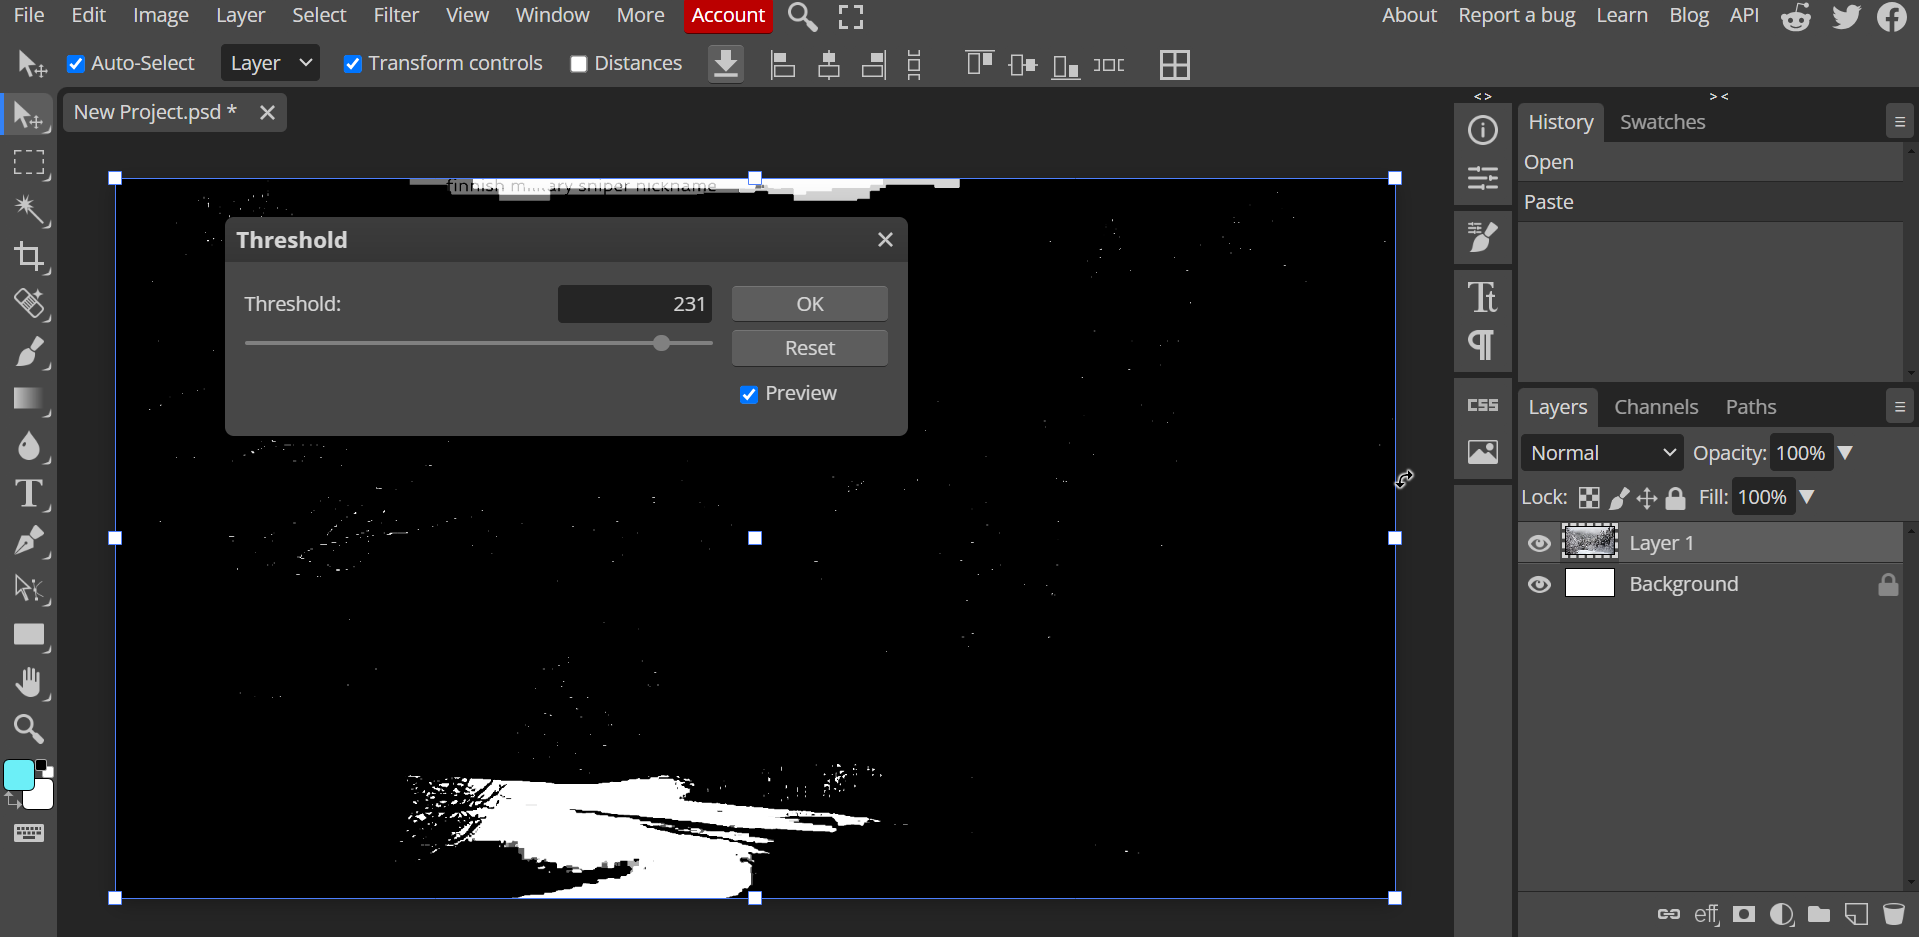 File Edit Image Layer Select Filter View Window More Account About Report a bug Learn Blog API
Auto-Select Layer Transform controls Distances
New Project.psd *
finnish military sniper nickname
Threshold
Threshold: 231 OK
Reset
Preview
< >
> <
History Swatches
Open
Paste
CSS
Layers Channels Paths
Normal Opacity: 100%
Lock: Fill: 100%
Layer 1
Background
eff